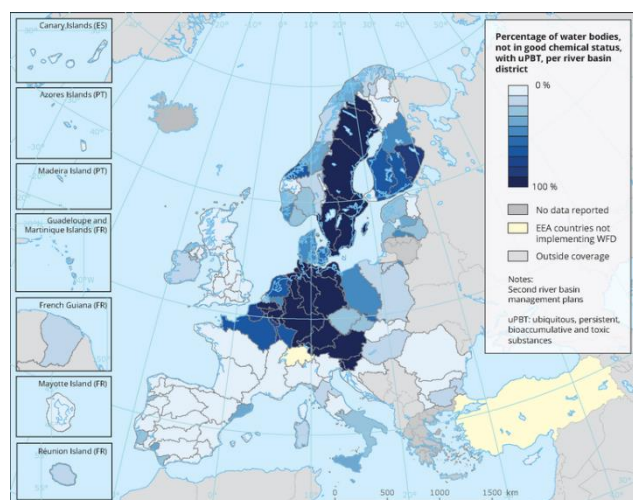 Canary Islands (ES)
Azores Islands (PT)
Madeira Island (PT)
Guadeloupe and
Martinique Islands (FR)
French Guiana (FR)
Mayotte Island (FR)
Réunion Island (FR)
Percentage of water bodies,
not in good chemical status,
with uPBT, per river basin
district
0 %
100 %
No data reported
EEA countries not
implementing WFD
Outside coverage
Notes:
Second river basin
management plans
uPBT: ubiquitous, persistent,
bioaccumulative and toxic
substances
0 500 1000 1500 km